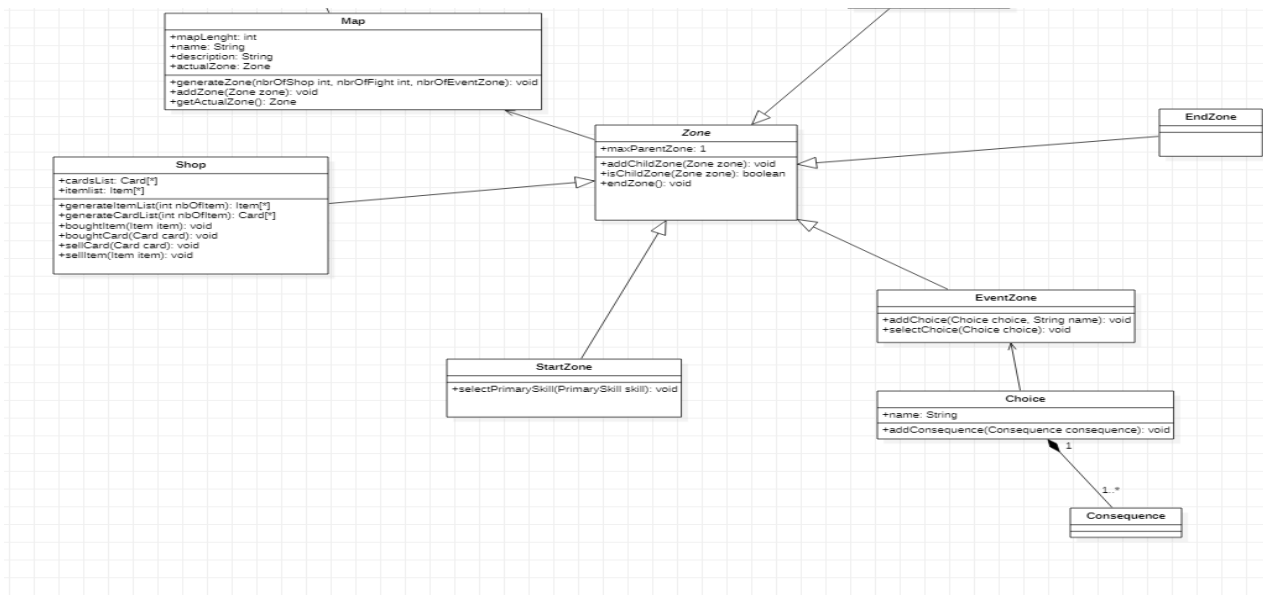 Map
+mapLenght: int
+name: String
+description: String
+actualZone: Zone
+generateZone(nbrOfShop int, nbrOfFight int, nbrOfEventZone): void
+addZone(Zone zone): void
+getActualZone(): Zone
EndZone
Zone
+maxParentZone: 1
+addChildZone(Zone zone): void
+isChildZone(Zone zone): boolean
+endZone(): void
Shop
+cardsList: Card[*]
+itemlist: Item[*]
+generateItemList(int nbOfItem): Item[*]
+generateCardList(int nbOfItem): Card[*]
+boughtItem(Item item): void
+boughtCard(Card card): void
+sellCard(Card card): void
+sellItem(Item item): void
EventZone
+addChoice(Choice choice, String name): void
+selectChoice(Choice choice): void
StartZone
+selectPrimarySkill(PrimarySkill skill): void
Choice
+name: String
+addConsequence(Consequence consequence): void
1
1..*
Consequence